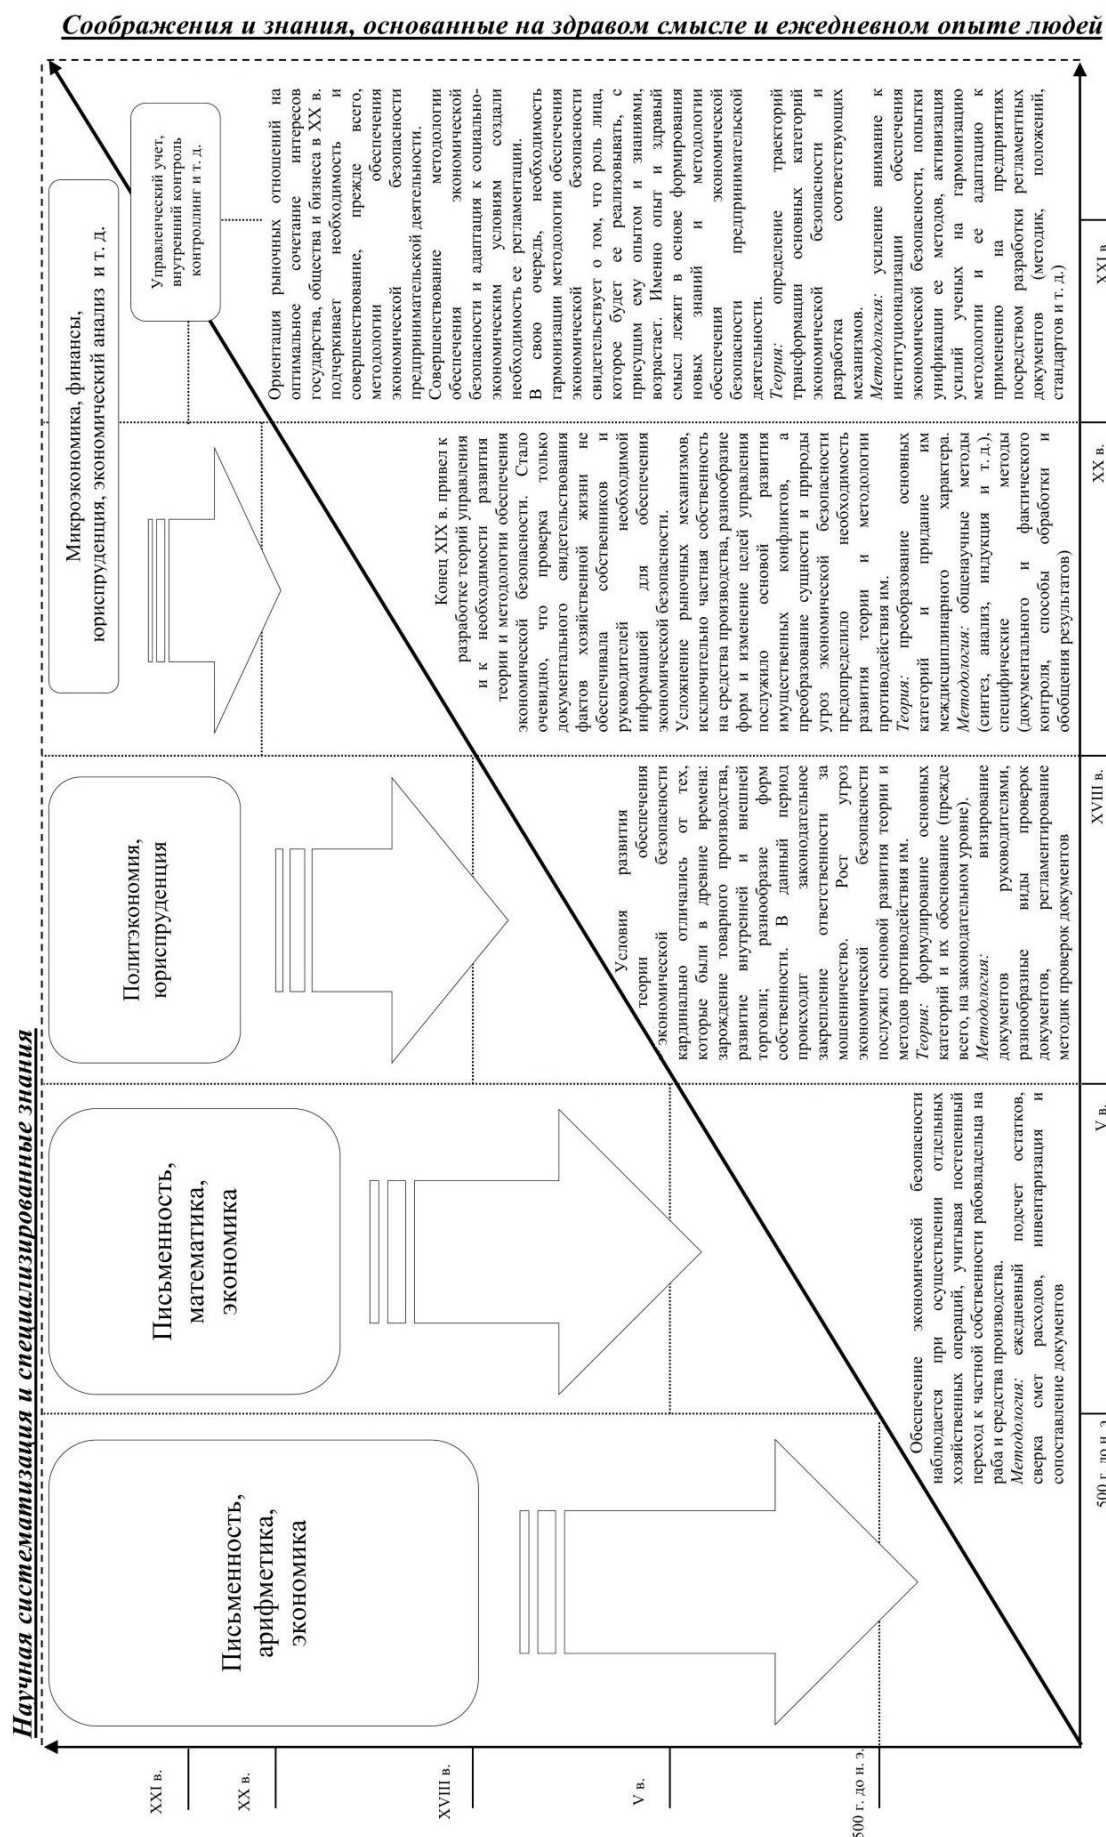 Соображения и знания, основанные на здравом смысле и ежедневном опыте людей
Научная систематизация и специализированные знания
Письменность,
арифметика,
экономика
Письменность,
математика,
экономика
Политэкономия,
юриспруденция
Микроэкономика, финансы,
юриспруденция, экономический анализ и т. д.
Управленческий учет,
внутренний контроль
контроллинг и т. д.
XXI в.
XX в.
XVIII в.
V в.
500 г. до н. э.
Обеспечение экономической безопасности
наблюдается при осуществлении отдельных
хозяйственных операций, учитывая постепенный
переход к частной собственности рабовладельца на
раба и средства производства.
Методология: ежедневный подсчет остатков,
сверка смет расходов, инвентаризация и
сопоставление документов
Условия развития
теории обеспечения
экономической безопасности
кардинально отличались от тех,
которые были в древние времена:
зарождение товарного производства,
развитие внутренней и внешней
торговли; разнообразие форм
собственности. В данный период
происходит законодательное
закрепление ответственности за
мошенничество. Рост угроз
экономической безопасности
послужил основой развития теории и
методов противодействия им.
Теория: формулирование основных
категорий и их обоснование (прежде
всего, на законодательном уровне).
Методология: визирование
документов руководителями,
разнообразные виды проверок
документов, регламентирование
методик проверок документов
Конец XIX в. привел к
разработке теорий управления
и к необходимости развития
теории и методологии обеспечения
экономической безопасности. Стало
очевидно, что проверка только
документального свидетельствования
фактов хозяйственной жизни не
обеспечивала собственников и
руководителей необходимой
информацией для обеспечения
экономической безопасности.
Усложнение рыночных механизмов,
исключительно частная собственность
на средства производства, разнообразие
форм и изменение целей управления
послужило основой развития
имущественных конфликтов, а
преобразование сущности и природы
угроз экономической безопасности
предопределило необходимость
развития теории и методологии
противодействия им.
Теория: преобразование основных
категорий и придание им
междисциплинарного характера.
Методология: общенаучные методы
(синтез, анализ, индукция и т. д.),
специфические методы
(документального и фактического
контроля, способы обработки и
обобщения результатов)
Ориентация рыночных отношений на
оптимальное сочетание интересов
государства, общества и бизнеса в XX в.
подчеркивает необходимость и
совершенствование, прежде всего,
методологии обеспечения
экономической безопасности
предпринимательской деятельности.
Совершенствование методологии
обеспечения экономической
безопасности и адаптация к социально-
экономическим условиям создали
необходимость ее регламентации.
В свою очередь, необходимость
гармонизации методологии обеспечения
экономической безопасности
свидетельствует о том, что роль лица,
которое будет ее реализовывать, с
присущим ему опытом и знаниями,
возрастает. Именно опыт и здравый
смысл лежит в основе формирования
новых знаний и методологии
обеспечения экономической
безопасности предпринимательской
деятельности.
Теория: определение траекторий
трансформации основных категорий
экономической безопасности и
разработка соответствующих
механизмов.
Методология: усиление внимание к
институционализации обеспечения
экономической безопасности, попытки
унификации ее методов, активизация
усилий ученых на гармонизацию
методологии и ее адаптацию к
применению на предприятиях
посредством разработки регламентных
документов (методик, положений,
стандартов и т. д.)
500 г. до н. э.
V в.
XVIII в.
XX в.
XXI в.